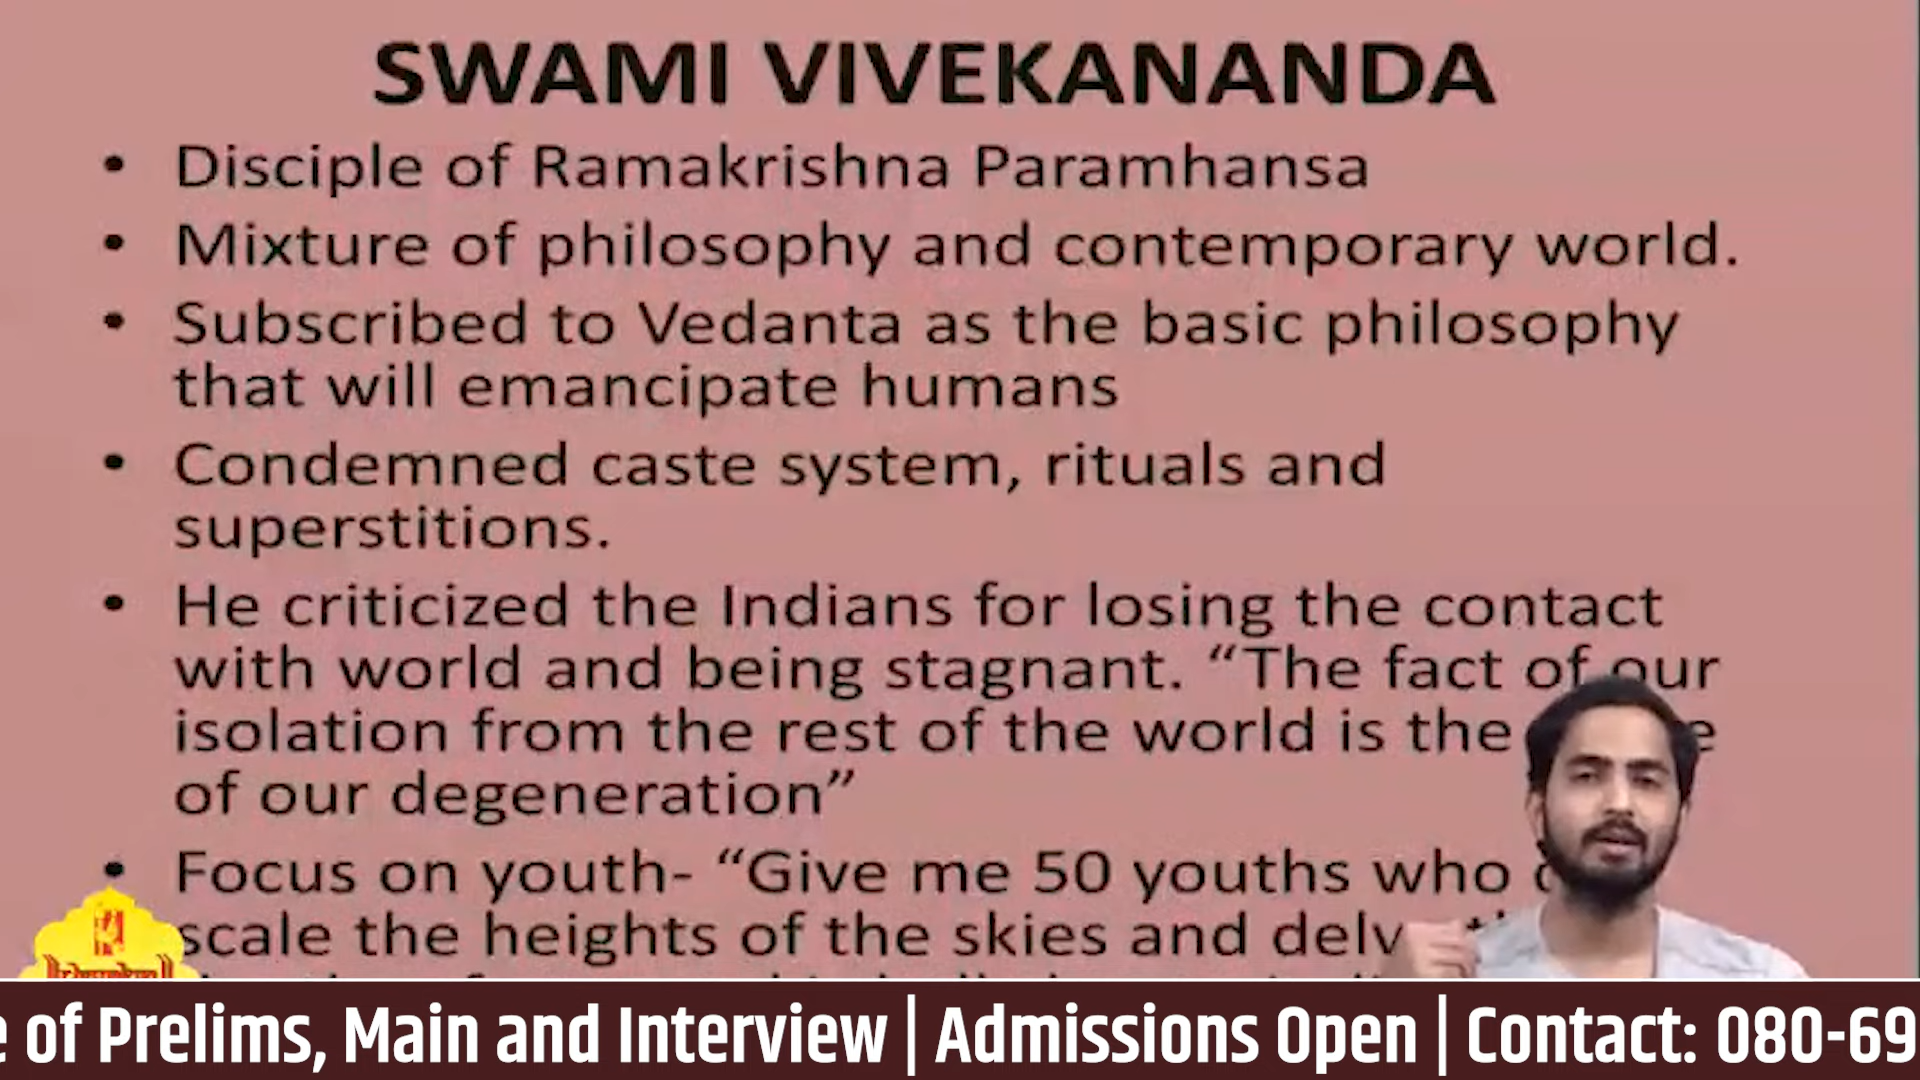 SWAMI VIVEKANANDA
• Disciple of Ramakrishna Paramhansa
• Mixture of philosophy and contemporary world.
• Subscribed to Vedanta as the basic philosophy
that will emancipate humans
• Condemned caste system, rituals and
superstitions.
• He criticized the Indians for losing the contact
with world and being stagnant. “The fact of our
isolation from the rest of the world is the
of our degeneration”
• Focus on youth- “Give me 50 youths who
scale the heights of the skies and
e of Prelims, Main and Interview | Admissions Open | Contact: 080-69